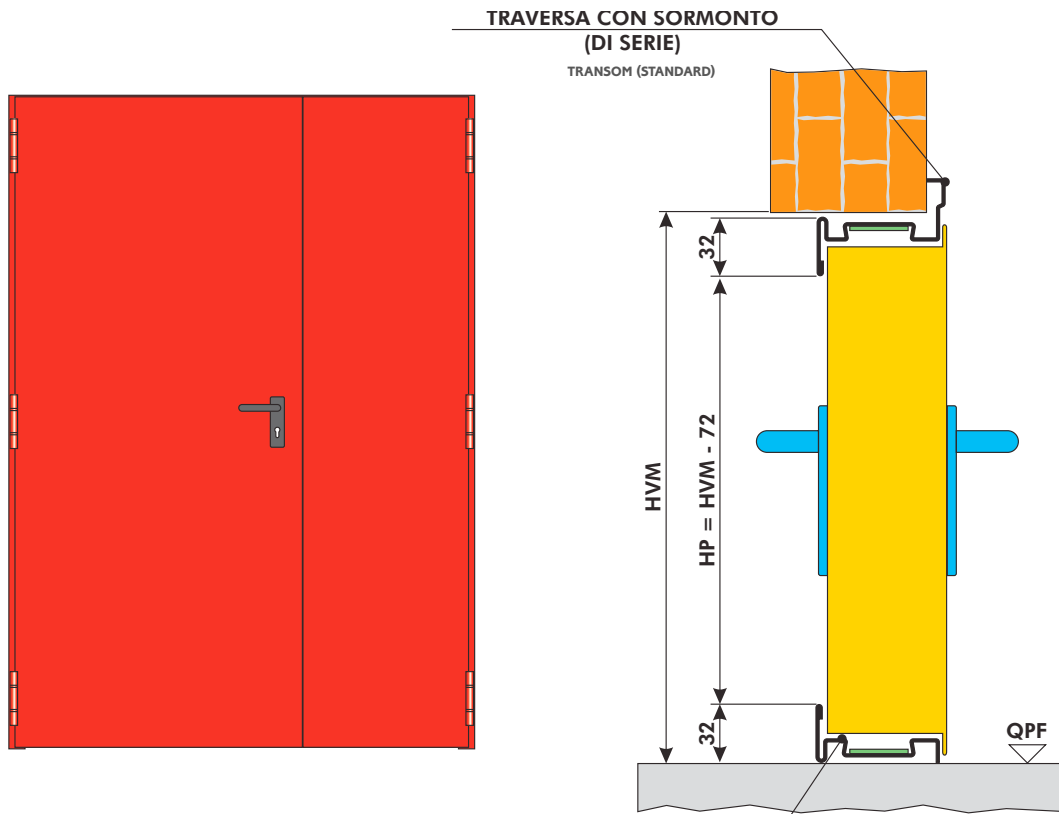 TRAVERSA CON SORMONTO
(DI SERIE)
TRANSOM (STANDARD)
32
HVM
HP = HVM - 72
32
QPF